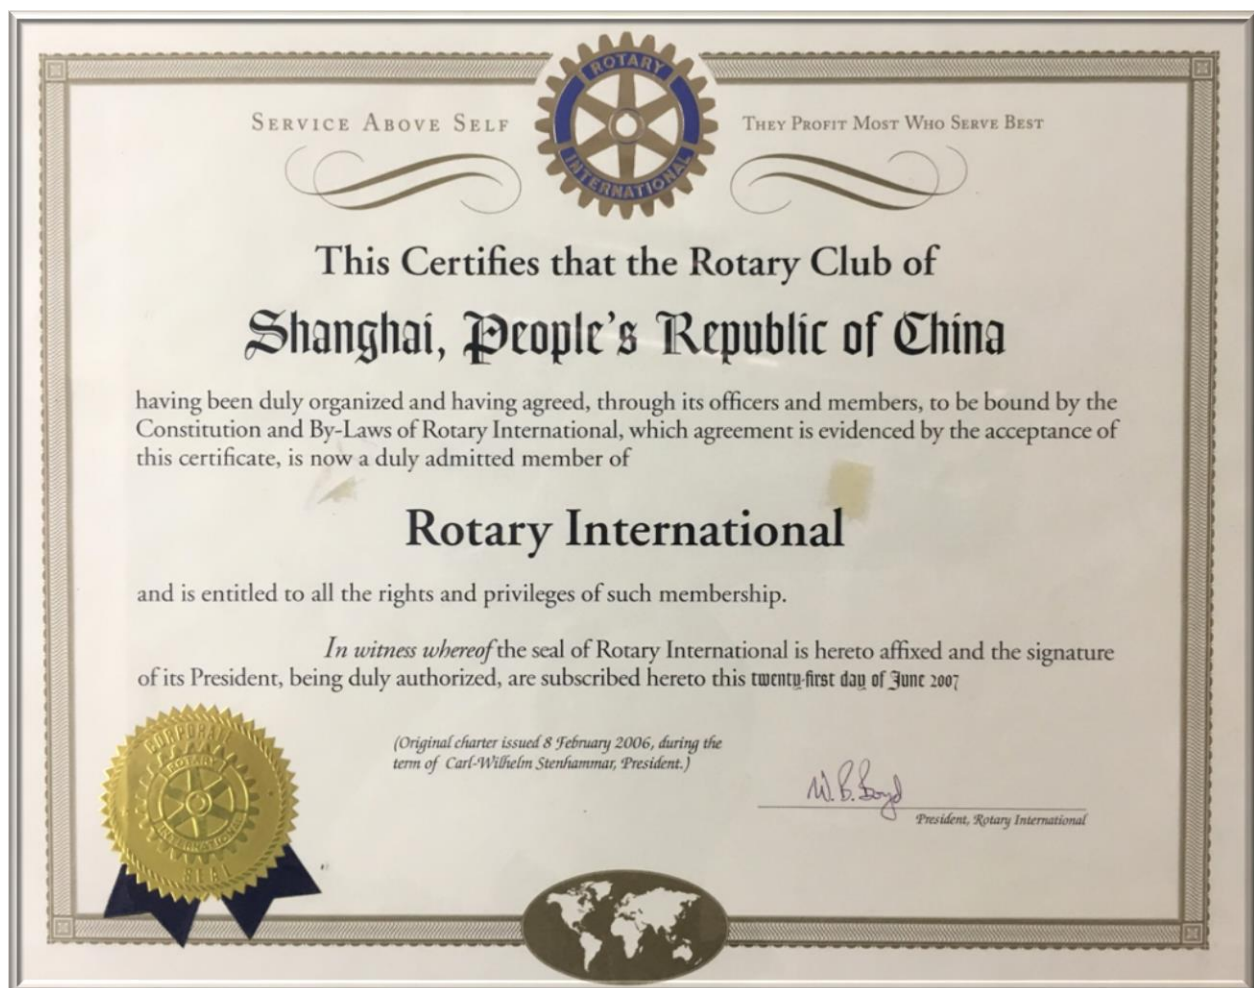 SERVICE ABOVE SELF
ROTARY
INTERNATIONAL
THEY PROFIT MOST WHO SERVE BEST
This Certifies that the Rotary Club of
Shanghai, People's Republic of China
having been duly organized and having agreed, through its officers and members, to be bound by the
Constitution and By-Laws of Rotary International, which agreement is evidenced by the acceptance of
this certificate, is now a duly admitted member of
Rotary International
and is entitled to all the rights and privileges of such membership.
In witness whereof the seal of Rotary International is hereto affixed and the signature
of its President, being duly authorized, are subscribed hereto this twenty-first day of June 2007
(Original charter issued 8 February 2006, during the
term of Carl-Wilhelm Stenhammar, President.)
W. B. Boyd
President, Rotary International
CORPORATE
ROTARY
INTERNATIONAL
SEAL